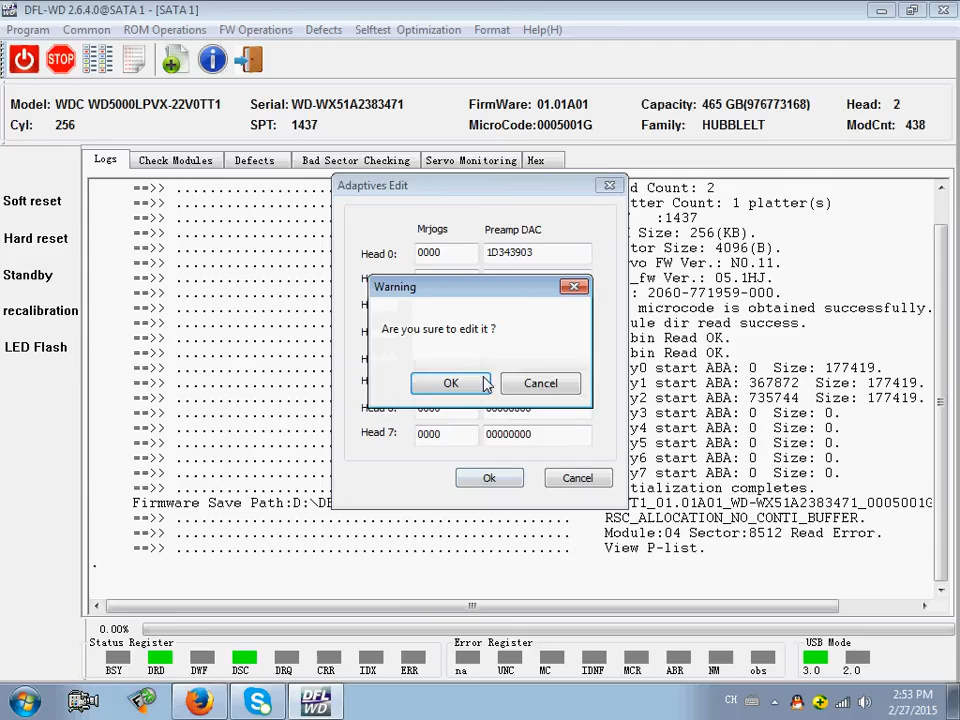 DFL-WD 2.6.4.0@SATA 1 - [SATA 1]
Program Common ROM Operations FW Operations Defects Selftest Optimization Format Help(H)
STOP
Model: WDC WD5000LPVX-22V0TT1 Serial: WD-WX51A2383471 FirmWare: 01.01A01 Capacity: 465 GB(976773168) Head: 2
Cyl: 256 SPT: 1437 MicroCode:0005001G Family: HUBBLELT ModCnt: 438
Logs Check Modules Defects Bad Sector Checking Servo Monitoring Hex
Soft reset
Hard reset
Standby
recalibration
LED Flash
Adaptives Edit
Mrjogs Preamp DAC
Head 0: 0000 1D343903
Warning
Are you sure to edit it ?
OK Cancel
0000 00000000
Head 7: 0000 00000000
Ok Cancel
==>> d Count: 2
==>> tter Count: 1 platter(s)
==>> :1437
==>> Size: 256(KB).
==>> tor Size: 4096(B).
==>> rvo FW Ver.: N0.11.
==>> _fw Ver.: 05.1HJ.
==>> : 2060-771959-000.
==>> microcode is obtained successfully.
==>> ule dir read success.
==>> bin Read OK.
==>> bin Read OK.
==>> y0 start ABA: 0 Size: 177419.
==>> y1 start ABA: 367872 Size:
==>> y2 start ABA: 735744 Size: 177419.
==>> y3 start ABA: 0 Size: 0.
==>> y4 start ABA: 0 Size: 0.
==>> y5 start ABA: 0 Size: 0.
==>> y6 start ABA: 0 Size: 0.
==>> y7 start ABA: 0 Size: 0.
==>> itialization completes.
Firmware Save Path:D:\DF TT1_01.01A01_WD-WX51A2383471_0005001G
==>> ........................................ RSC_ALLOCATION_NO_CONTI_BUFFER.
==>> ........................................ Module:04 Sector:8512 Read Error.
==>> ........................................ View P-list.
0.00%
Status Register Error Register USB Mode
BSY DRD DWF DSC DRQ CRR IDX ERR na UNC MC IDNF MCR ABR NM obs 3.0 2.0
DFL
WD
CH
2:53 PM
2/27/2015